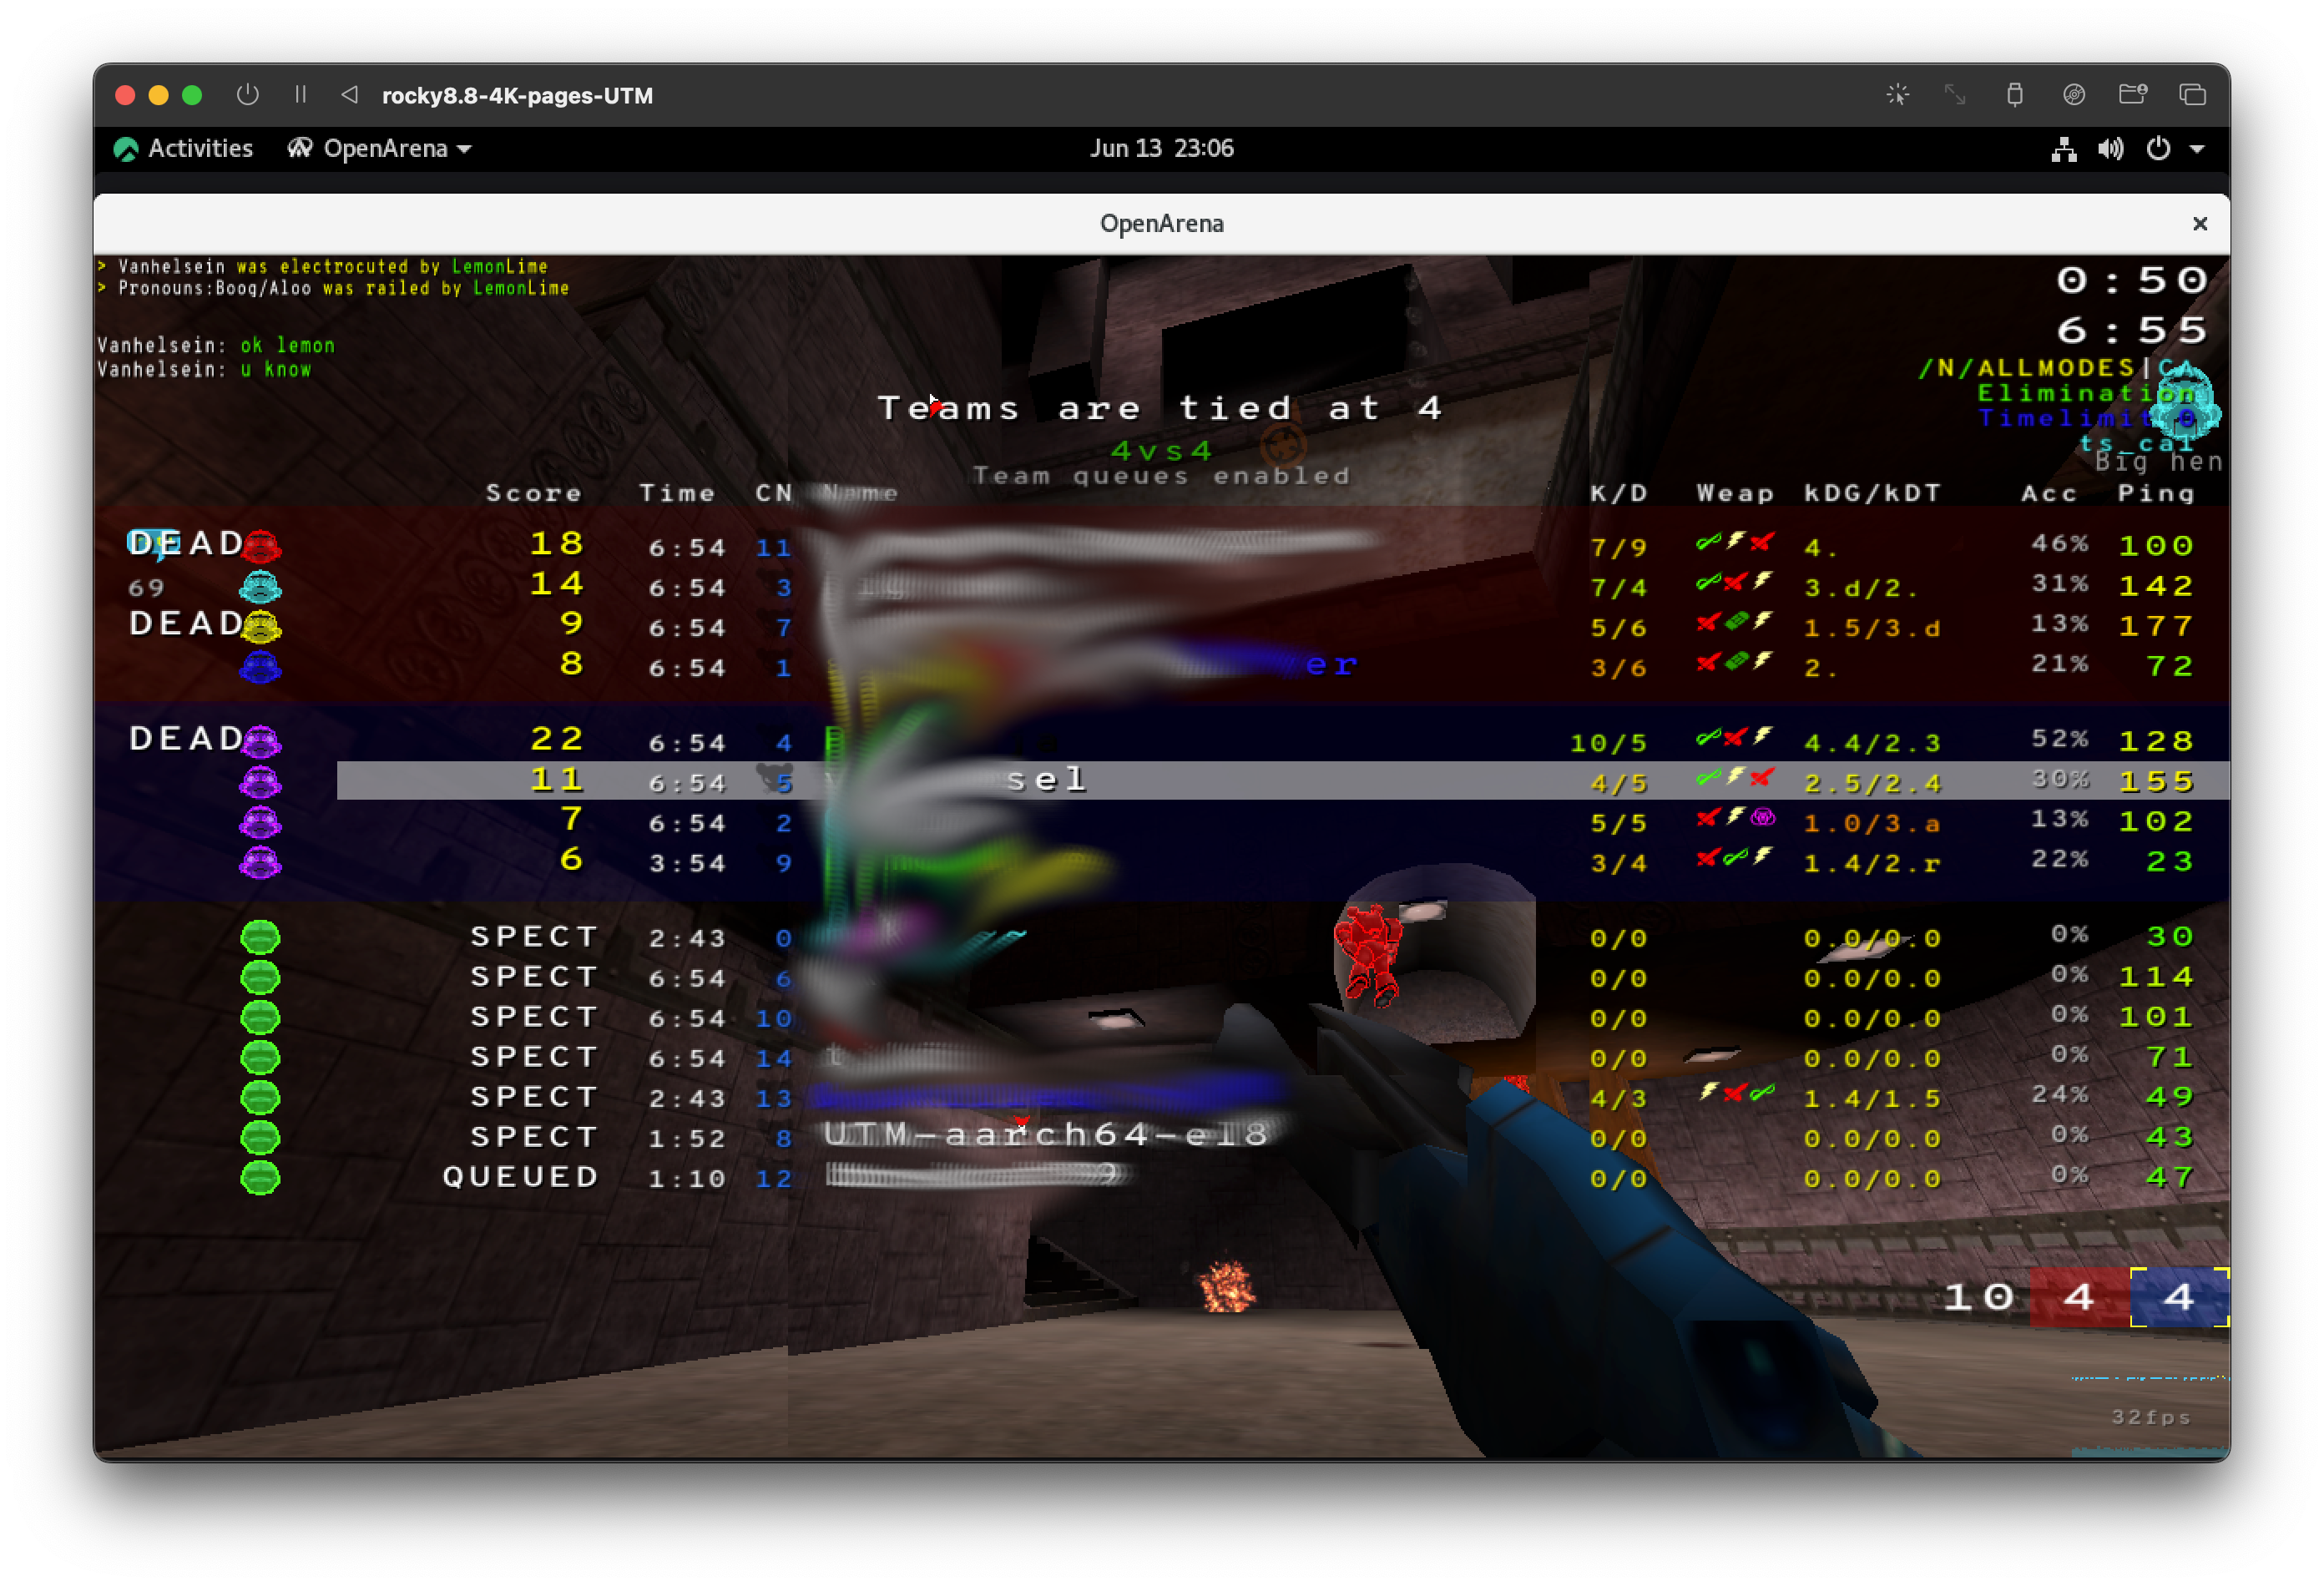 rocky8.8-4K-pages-UTM
Activities OpenArena Jun 13 23:06
OpenArena
> Vanhelsein was electrocuted by LemonLime
> Pronouns:Booq/Aloo was railed by LemonLime
0:50
6:55
Vanhelsein: ok lemon
Vanhelsein: u know
/N/ALLMODES|CA
Elimination
Timelimit 0
ts_ca1
Big hen
Teams are tied at 4
4vs4
Team queues enabled
Score Time CN Name K/D Weap kDG/kDT Acc Ping
DEAD 18 6:54 11 7/9 4. 46% 100
69 14 6:54 3 7/4 3.d/2. 31% 142
DEAD 9 6:54 7 5/6 1.5/3.d 13% 177
8 6:54 1 er 3/6 2. 21% 72
DEAD 22 6:54 4 10/5 4.4/2.3 52% 128
11 6:54 5 sel 4/5 2.5/2.4 30% 155
7 6:54 2 5/5 1.0/3.a 13% 102
6 3:54 9 3/4 1.4/2.r 22% 23
SPECT 2:43 0 0/0 0.0/0.0 0% 30
SPECT 6:54 6 0/0 0.0/0.0 0% 114
SPECT 6:54 10 0/0 0.0/0.0 0% 101
SPECT 6:54 14 t 0/0 0.0/0.0 0% 71
SPECT 2:43 13 4/3 1.4/1.5 24% 49
SPECT 1:52 8 UTM-aarch64-el8 0/0 0.0/0.0 0% 43
QUEUED 1:10 12 0/0 0.0/0.0 0% 47
10 4 4
32fps